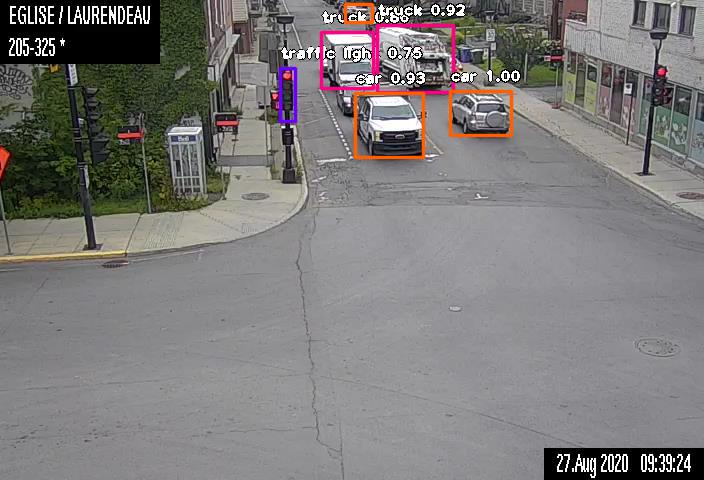 EGLISE / LAURENDEAU
205-325 *
truck 0.92
traffic ligh 0.75
car 0.93
car 1.00
Bell
27.Aug 2020 09:39:24